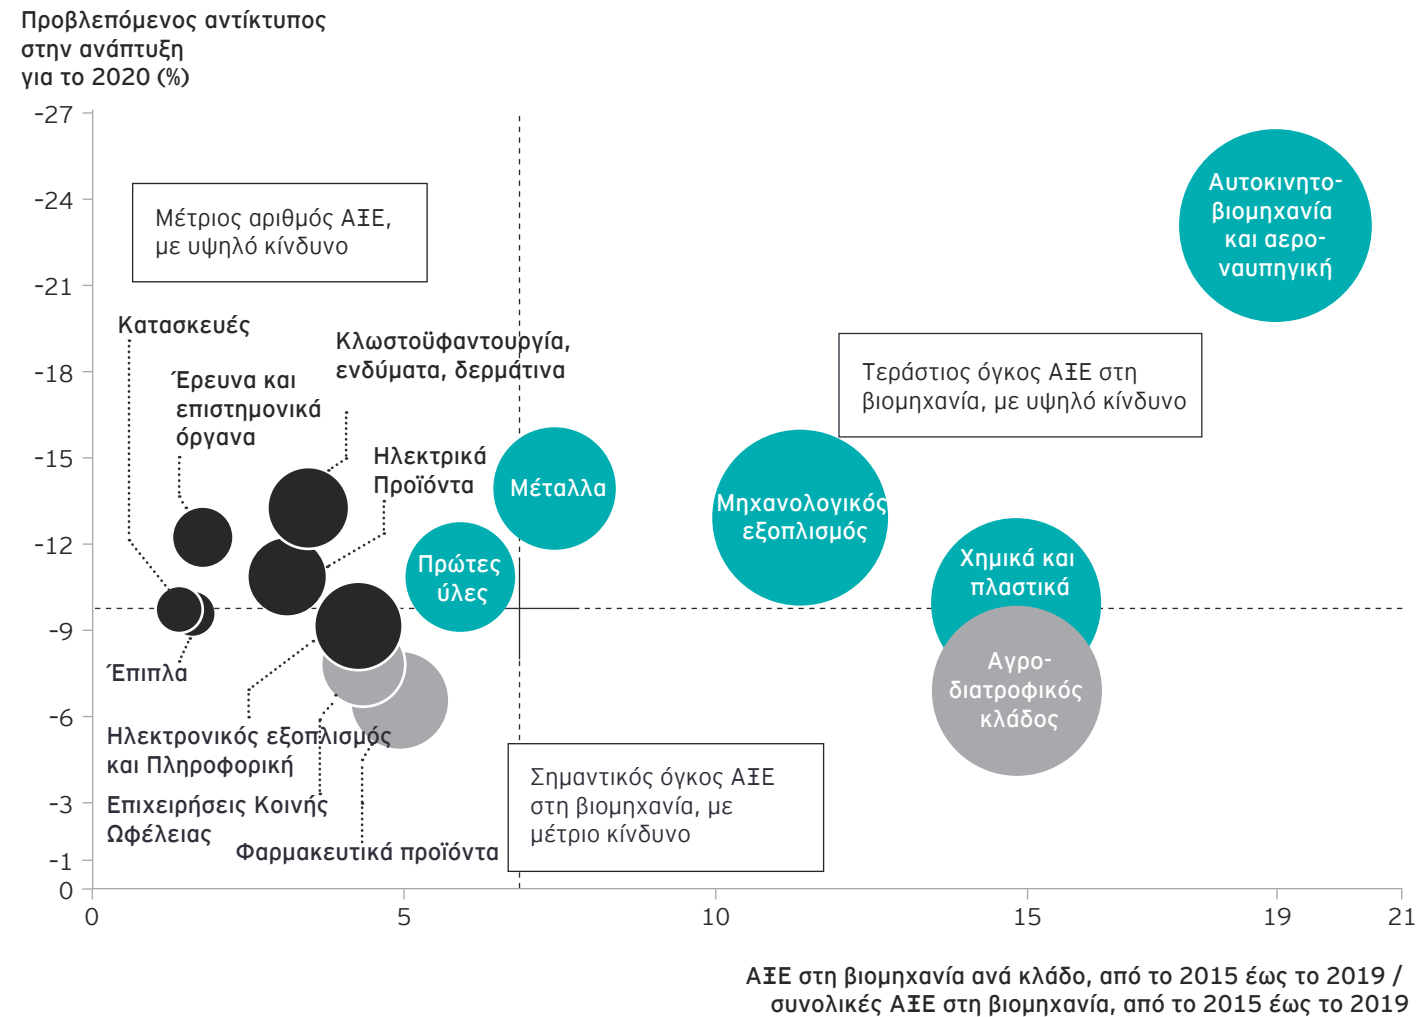 Προβλεπόμενος αντίκτυπος
στην ανάπτυξη
για το 2020 (%)
-27
-24
-21
-18
-15
-12
-9
-6
-3
-1
0
Μέτριος αριθμός ΑΞΕ,
με υψηλό κίνδυνο
Αυτοκινητο-
βιομηχανία
και αερο-
ναυπηγική
Κατασκευές
Κλωστοϋφαντουργία,
ενδύματα, δερμάτινα
Έρευνα και
επιστημονικά
όργανα
Τεράστιος όγκος ΑΞΕ στη
βιομηχανία, με υψηλό κίνδυνο
Ηλεκτρικά
Προϊόντα
Μέταλλα
Μηχανολογικός
εξοπλισμός
Πρώτες
ύλες
Χημικά και
πλαστικά
Αγρο-
διατροφικός
κλάδος
Έπιπλα
Ηλεκτρονικός εξοπλισμός
και Πληροφορική
Επιχειρήσεις Κοινής
Ωφέλειας
Φαρμακευτικά προϊόντα
Σημαντικός όγκος ΑΞΕ
στη βιομηχανία, με
μέτριο κίνδυνο
0
5
10
15
19
21
ΑΞΕ στη βιομηχανία ανά κλάδο, από το 2015 έως το 2019 /
συνολικές ΑΞΕ στη βιομηχανία, από το 2015 έως το 2019